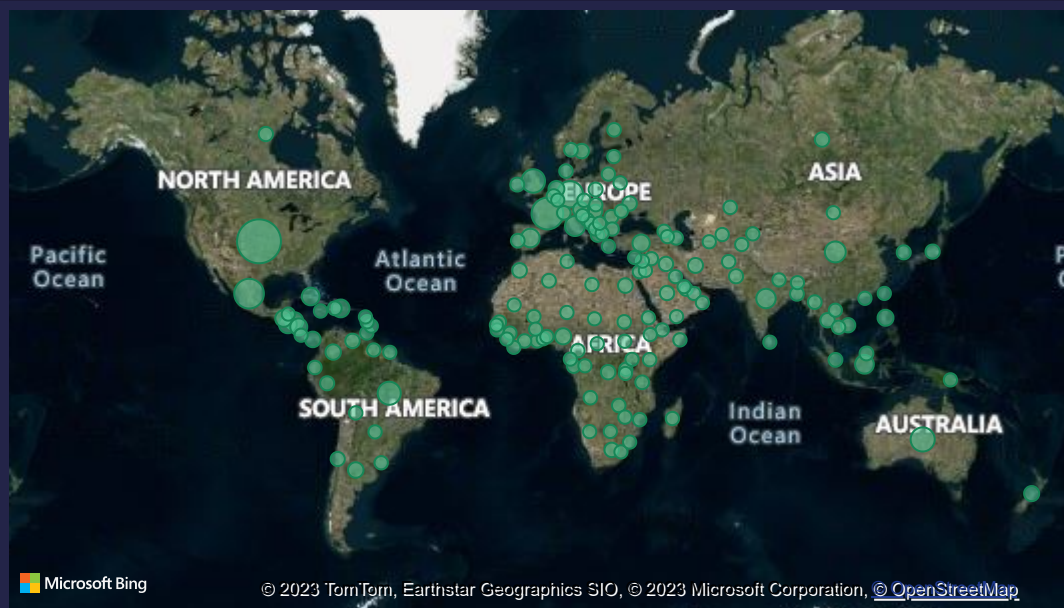 NORTH AMERICA
EUROPE
ASIA
Pacific
Ocean
Atlantic
Ocean
P
AFRICA
SOUTH AMERICA
Indian
Ocean
AUSTRALIA
Microsoft Bing
© 2023 TomTom, Earthstar Geographics SIO, © 2023 Microsoft Corporation, © OpenStreetMap